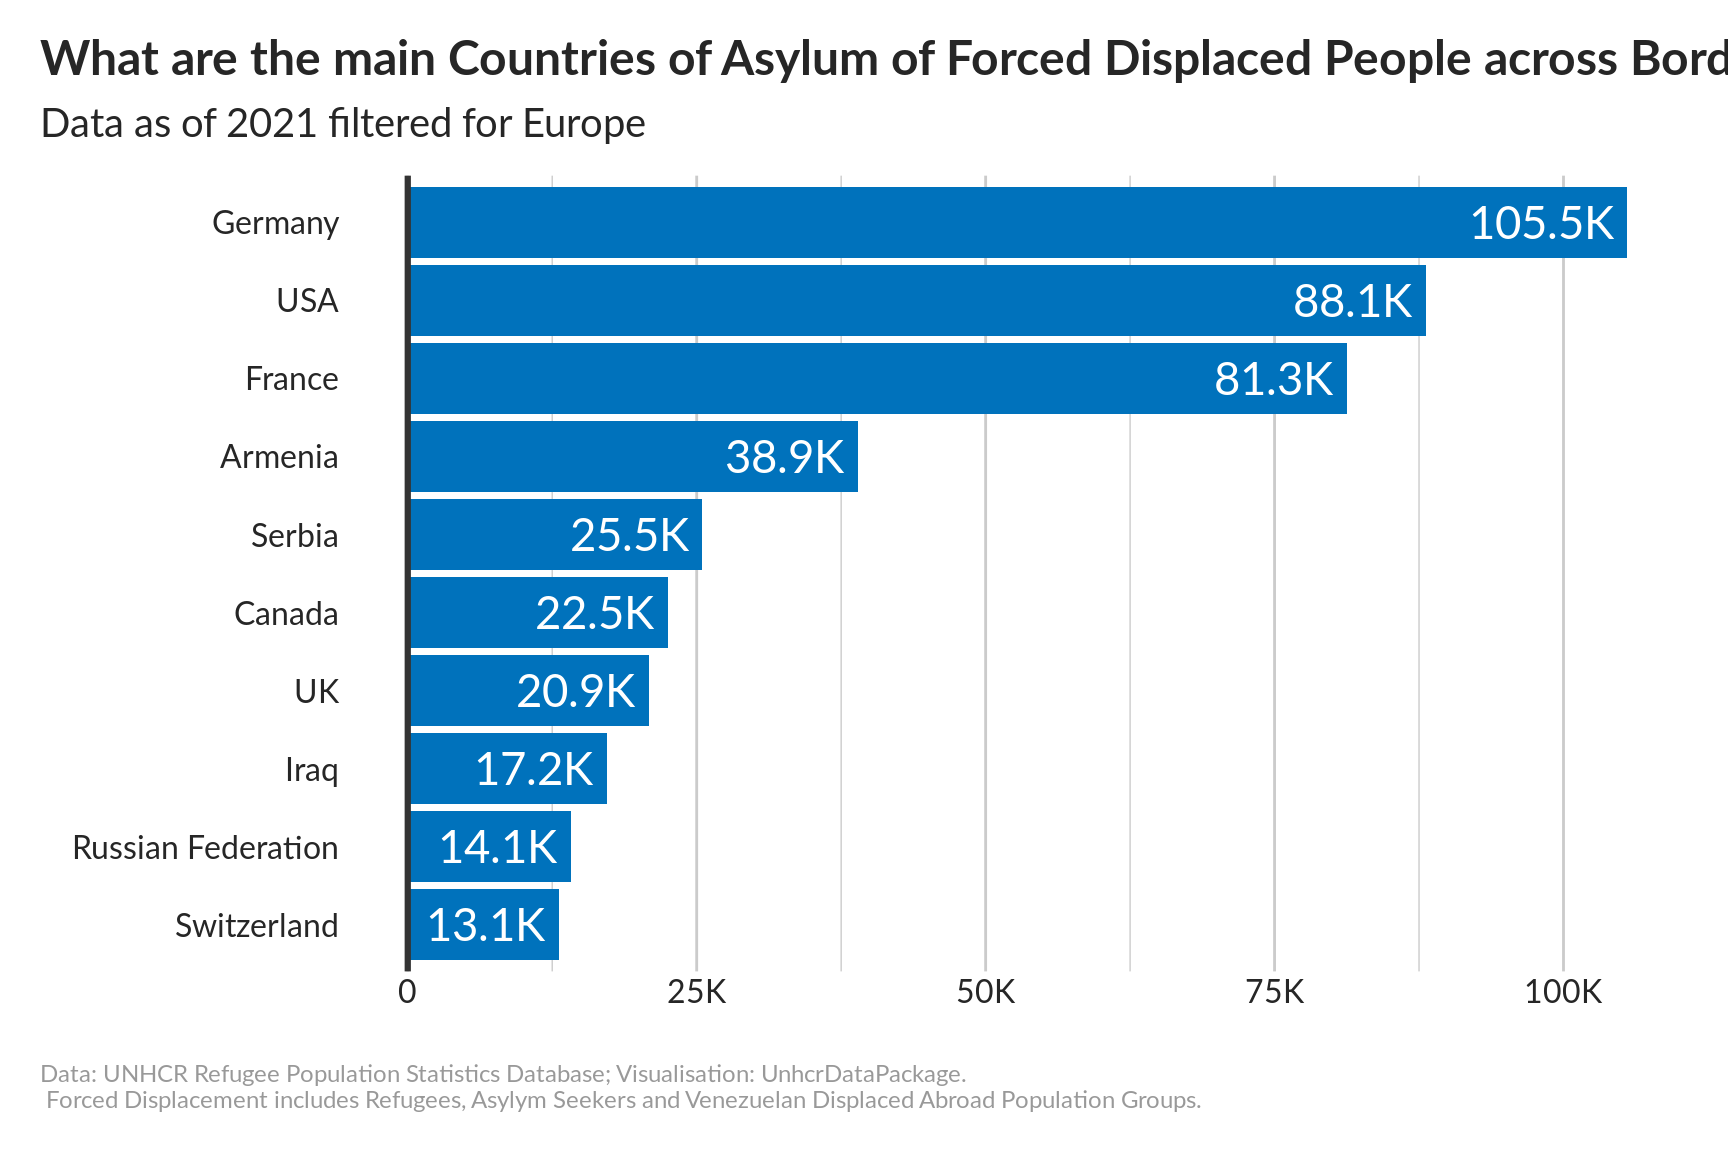 What are the main Countries of Asylum of Forced Displaced People across Bord
Data as of 2021 filtered for Europe
Germany 105.5K
USA 88.1K
France 81.3K
Armenia 38.9K
Serbia 25.5K
Canada 22.5K
UK 20.9K
Iraq 17.2K
Russian Federation 14.1K
Switzerland 13.1K
0 25K 50K 75K 100K
Data: UNHCR Refugee Population Statistics Database; Visualisation: UnhcrDataPackage.
Forced Displacement includes Refugees, Asylym Seekers and Venezuelan Displaced Abroad Population Groups.